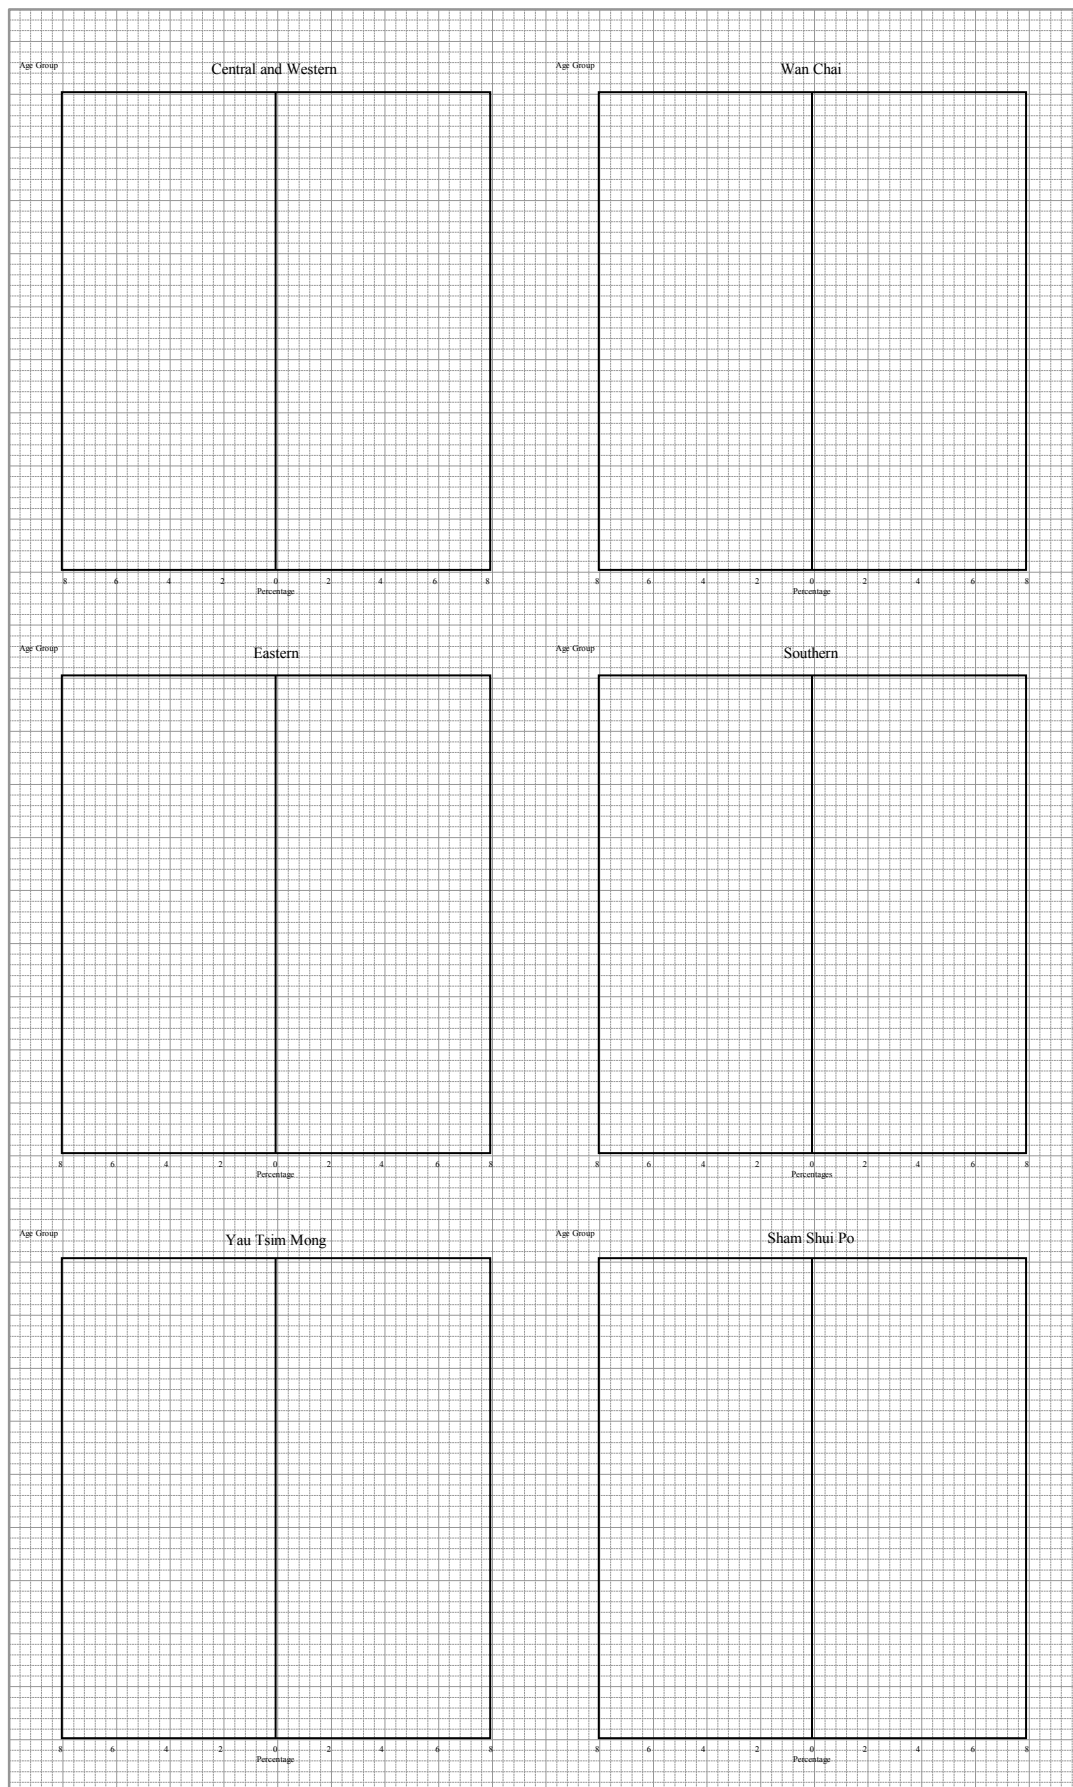 Age Group
Central and Western
Age Group
Wan Chai
8 6 4 2 0 2 4 6 8
Percentage
8 6 4 2 0 2 4 6 8
Percentage
Age Group
Eastern
Age Group
Southern
8 6 4 2 0 2 4 6 8
Percentage
8 6 4 2 0 2 4 6 8
Percentages
Age Group
Yau Tsim Mong
Age Group
Sham Shui Po
8 6 4 2 0 2 4 6 8
Percentage
8 6 4 2 0 2 4 6 8
Percentage